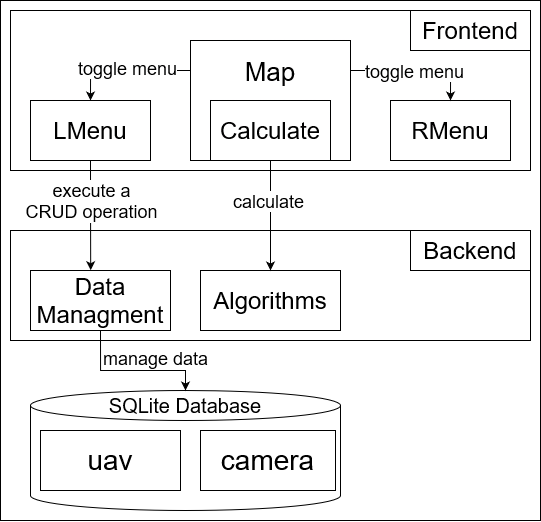 Frontend
Map
toggle menu
toggle menu
LMenu
Calculate
RMenu
execute a
CRUD operation
calculate
Backend
Data
Managment
Algorithms
manage data
SQLite Database
uav
camera